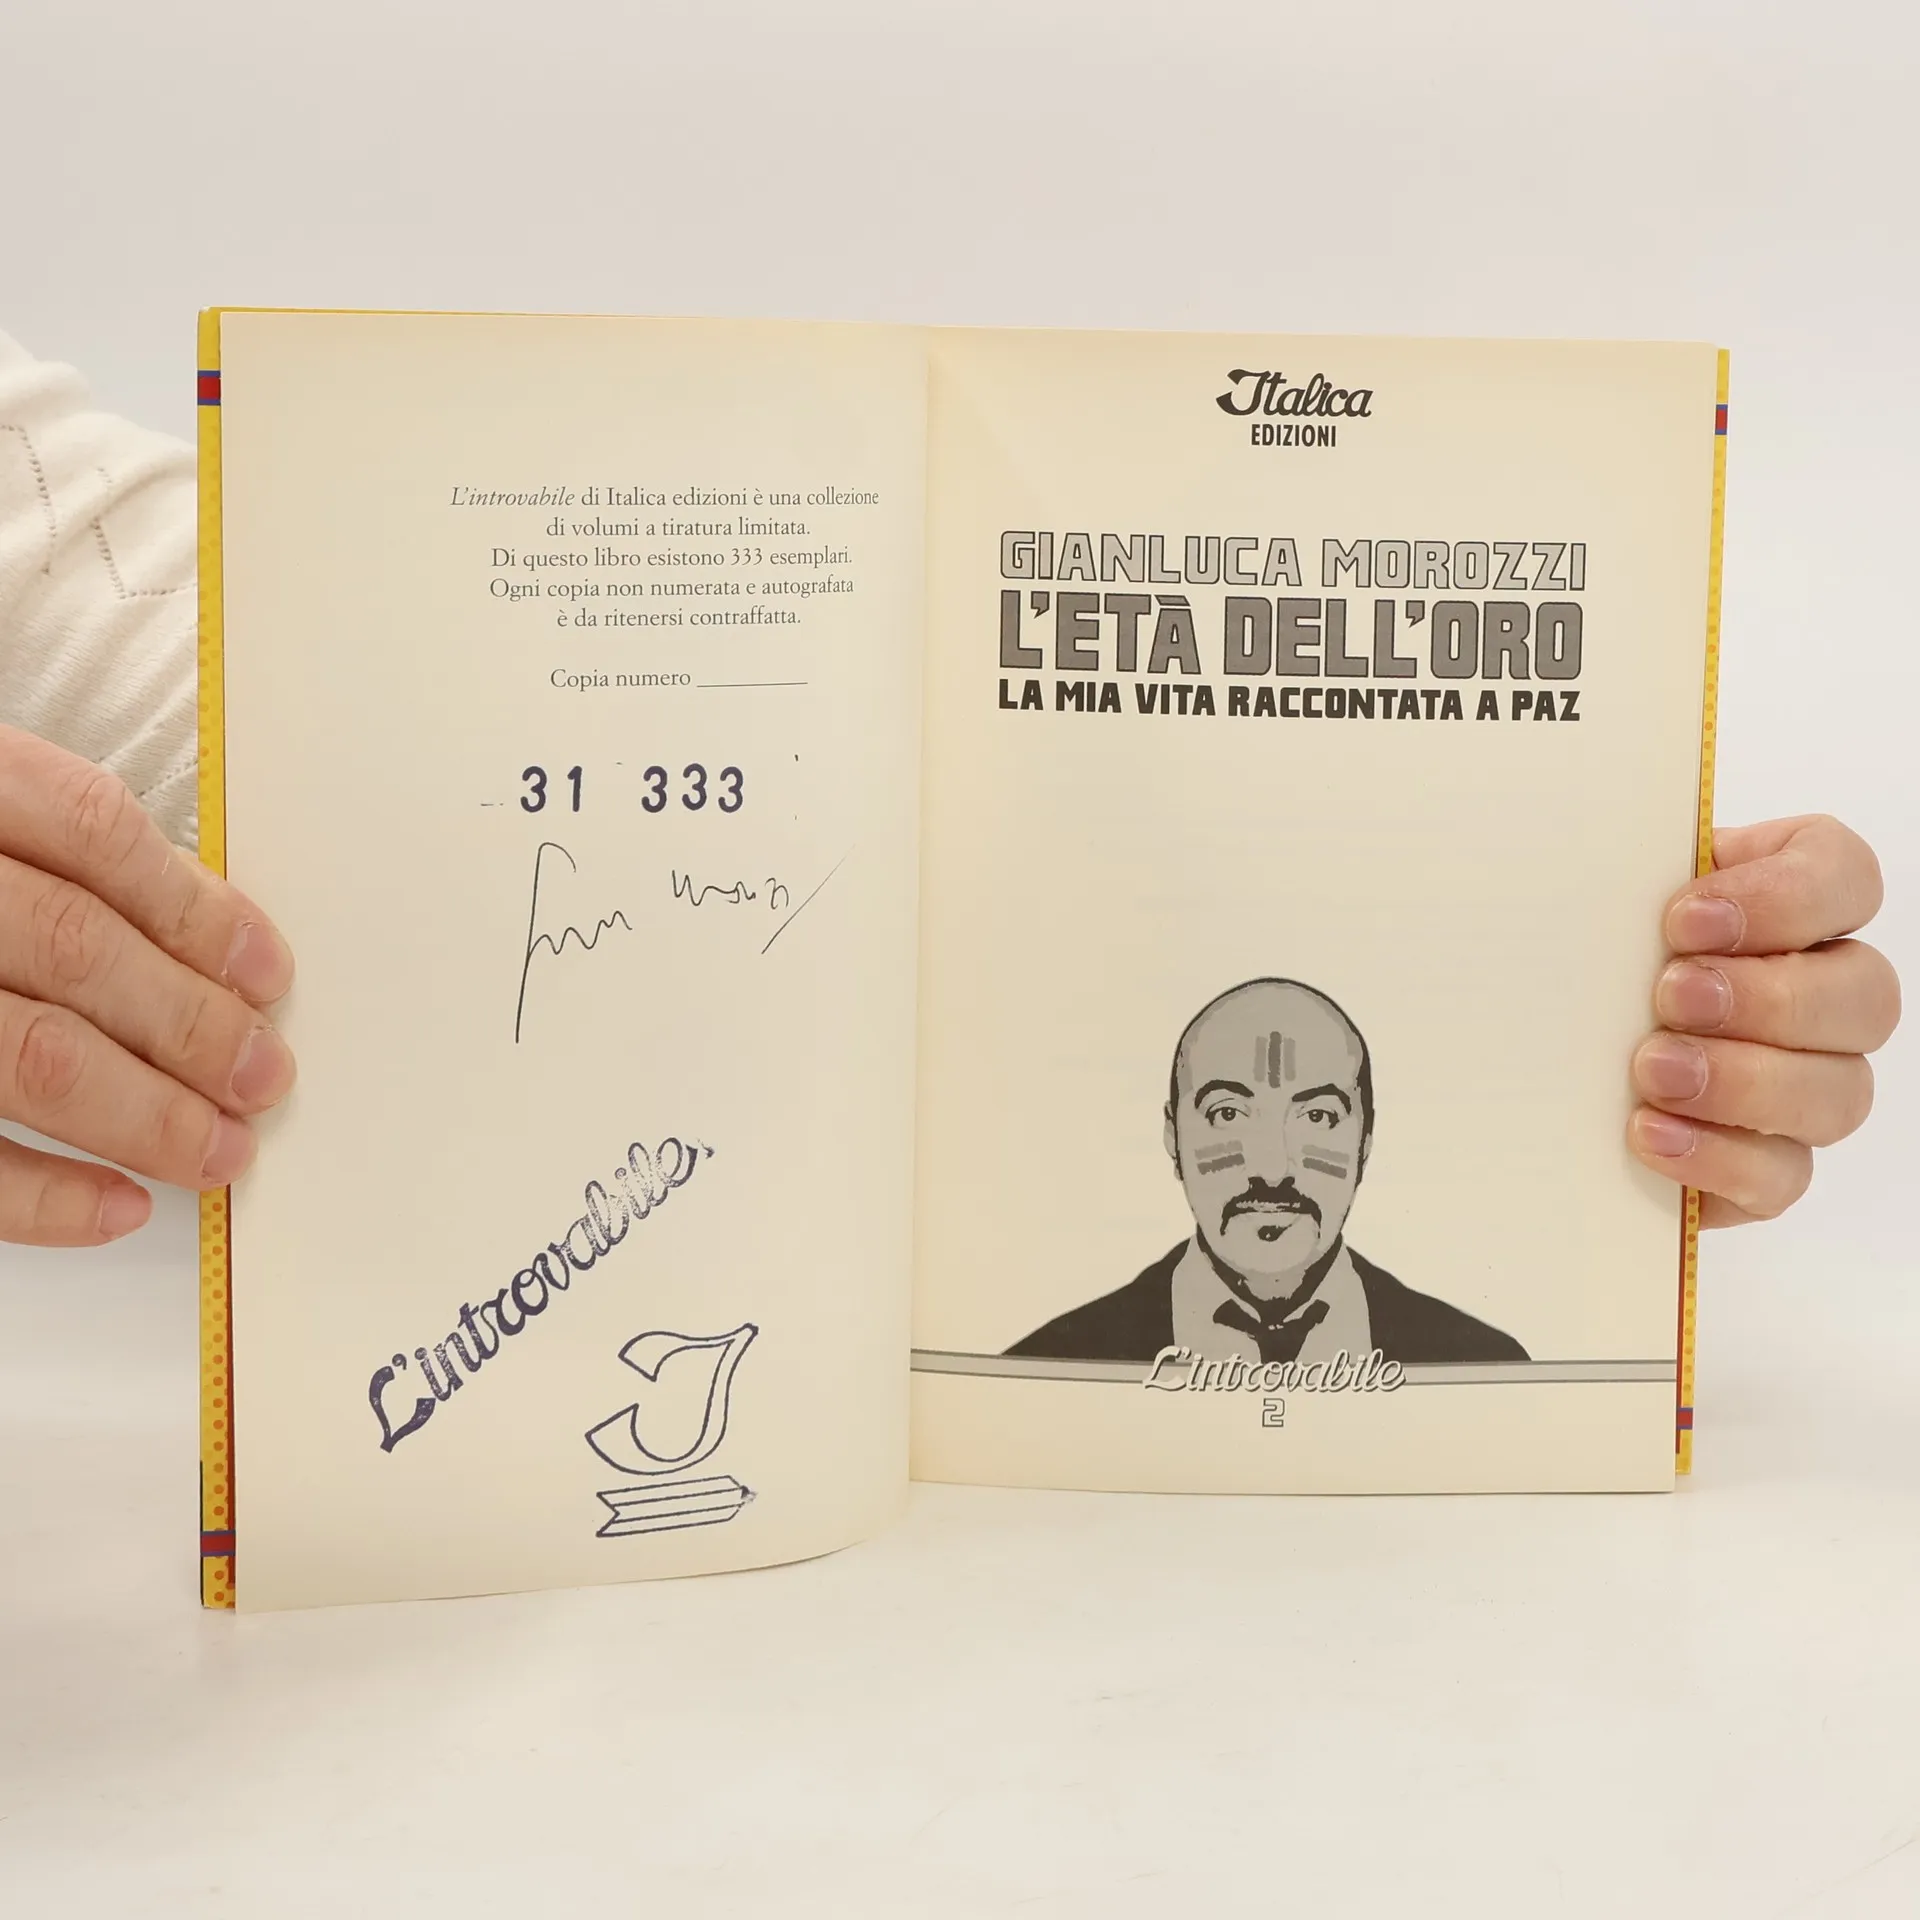 L'introvabile di Italica edizioni è una collezione
di volumi a tiratura limitata.
Di questo libro esistono 333 esemplari.
Ogni copia non numerata e autografata
è da ritenersi contraffatta.
Copia numero
31 333
L'introvabile
Italica
EDIZIONI
GIANLUCA MOROZZI
L'ETÀ DELL'ORO
LA MIA VITA RACCONTATA A PAZ
L'introvabile
2